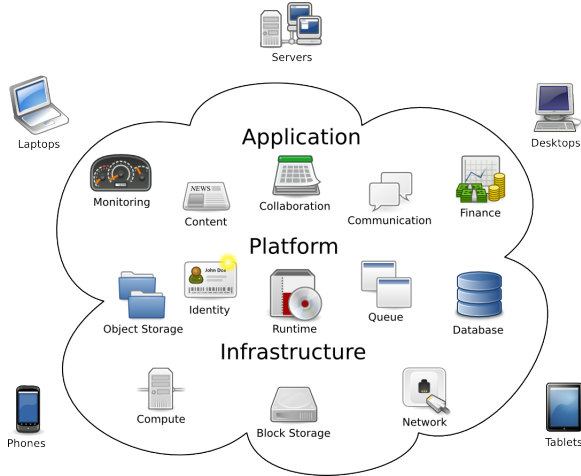 Servers
Laptops
Desktops
Application
Monitoring
NEWS
Content
Collaboration
Communication
Finance
Platform
John Doe
Object Storage
Identity
Runtime
Queue
Database
Infrastructure
Compute
Block Storage
Network
Phones
Tablets